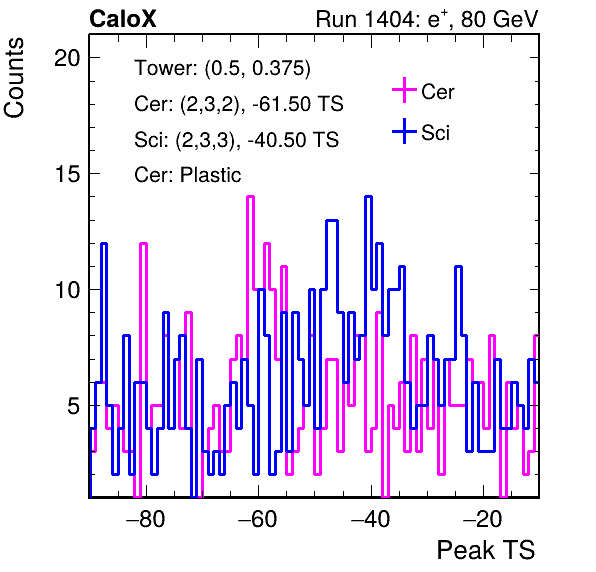 CaloX Run 1404: e⁺, 80 GeV
Counts
20
15
10
5
Tower: (0.5, 0.375)
Cer: (2,3,2), -61.50 TS
Sci: (2,3,3), -40.50 TS
Cer: Plastic
Cer
Sci
−80 −60 −40 −20
Peak TS